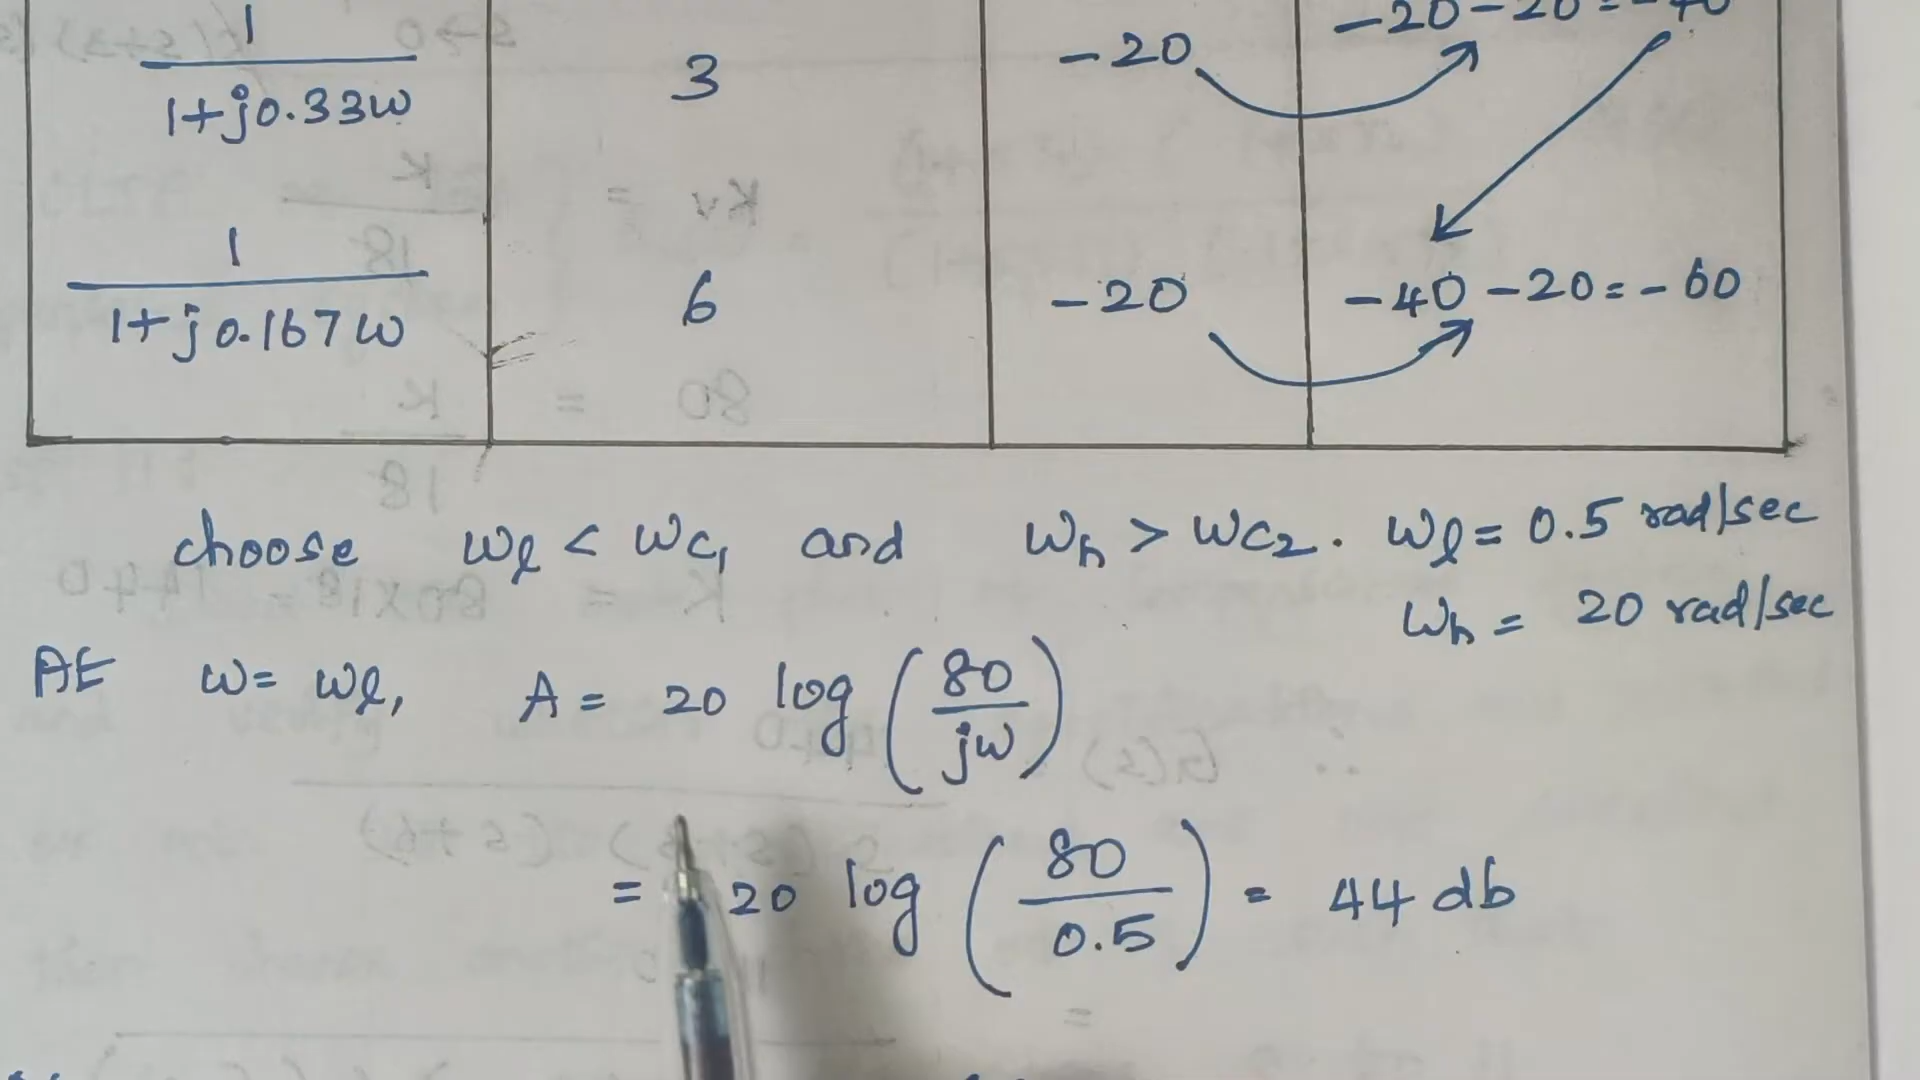 1/(1+j0.33ω) 3 -20 -20-20=-40
1/(1+j0.167ω) 6 -20 -40-20=-60
choose ωl < ωc1 and ωh > ωc2. ωl = 0.5 rad/sec
ωh = 20 rad/sec
At ω= ωl, A = 20 log (80/jω)
= 20 log (80/0.5) = 44 db